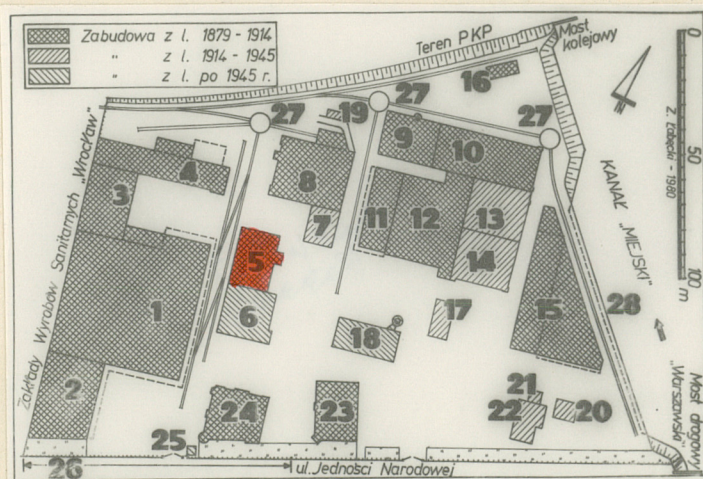 Zabudowa z l. 1879-1914
" z l. 1914-1945
" z l. po 1945 r.
Teren PKP
Most
kolejowy
0
50
100
m
Z. Łabęcki - 1980
KANAŁ „MIEJSKI”
Most drogowy
„Warszawski”
Zakłady Wyrobów Sanitarnych „Wrocław”
ul. Jedności Narodowej
16
19
27
27
27
9
10
4
8
3
7
11
12
13
14
5
6
1
15
28
17
18
2
24
23
21
22
20
25
26